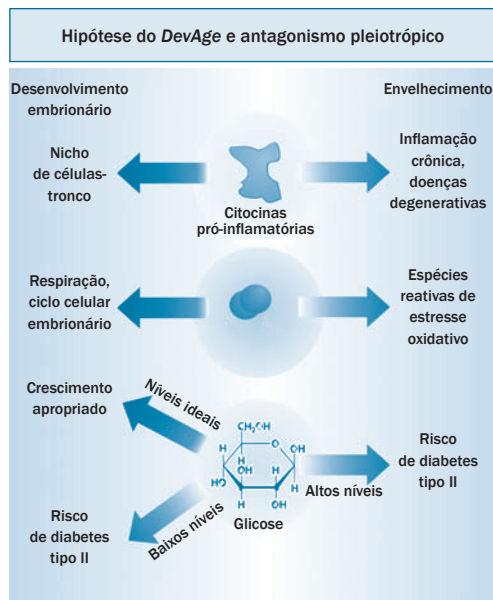 Hipótese do DevAge e antagonismo pleiotrópico
Desenvolvimento
embrionário
Envelhecimento
Nicho
de células-
tronco
Citocinas
pró-inflamatórias
Inflamação
crônica,
doenças
degenerativas
Respiração,
ciclo celular
embrionário
Espécies
reativas de
estresse
oxidativo
Crescimento
apropriado
Níveis ideais
CH₂OH
H
O
OH
H
OH
H
HO
H
H
OH
Glicose
Altos níveis
Risco
de diabetes
tipo II
Baixos níveis
Risco
de diabetes
tipo II